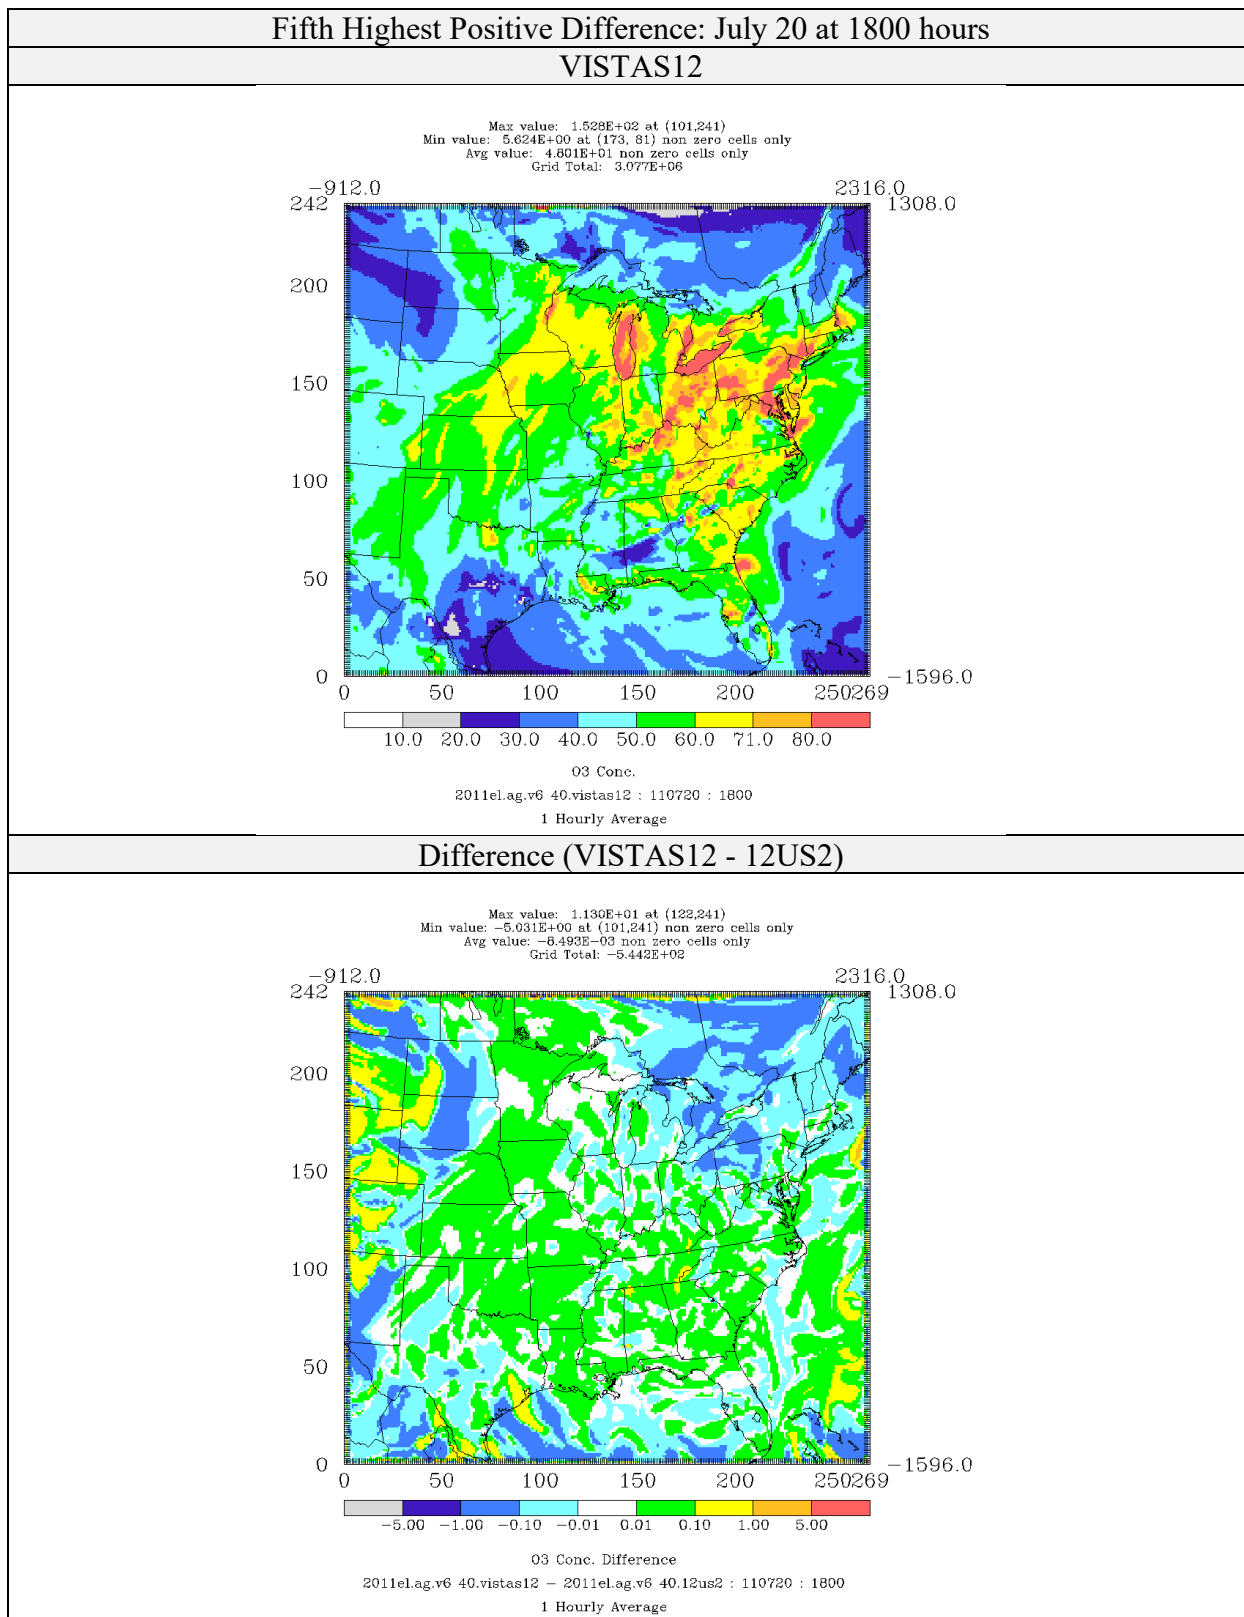 Fifth Highest Positive Difference: July 20 at 1800 hours
VISTAS12
Max value: 1.528E+02 at (101,241)
Min value: 5.624E+00 at (173, 81) non zero cells only
Avg value: 4.801E+01 non zero cells only
Grid Total: 3.077E+06
-912.0 2316.0
242 1308.0
200
150
100
50
0 -1596.0
0 50 100 150 200 250269
10.0 20.0 30.0 40.0 50.0 60.0 71.0 80.0
O3 Conc.
2011el.ag.v6 40.vistas12 : 110720 : 1800
1 Hourly Average
Difference (VISTAS12 - 12US2)
Max value: 1.130E+01 at (122,241)
Min value: -5.031E+00 at (101,241) non zero cells only
Avg value: -8.493E-03 non zero cells only
Grid Total: -5.442E+02
-912.0 2316.0
242 1308.0
200
150
100
50
0 -1596.0
0 50 100 150 200 250269
-5.00 -1.00 -0.10 -0.01 0.01 0.10 1.00 5.00
O3 Conc. Difference
2011el.ag.v6 40.vistas12 - 2011el.ag.v6 40.12us2 : 110720 : 1800
1 Hourly Average